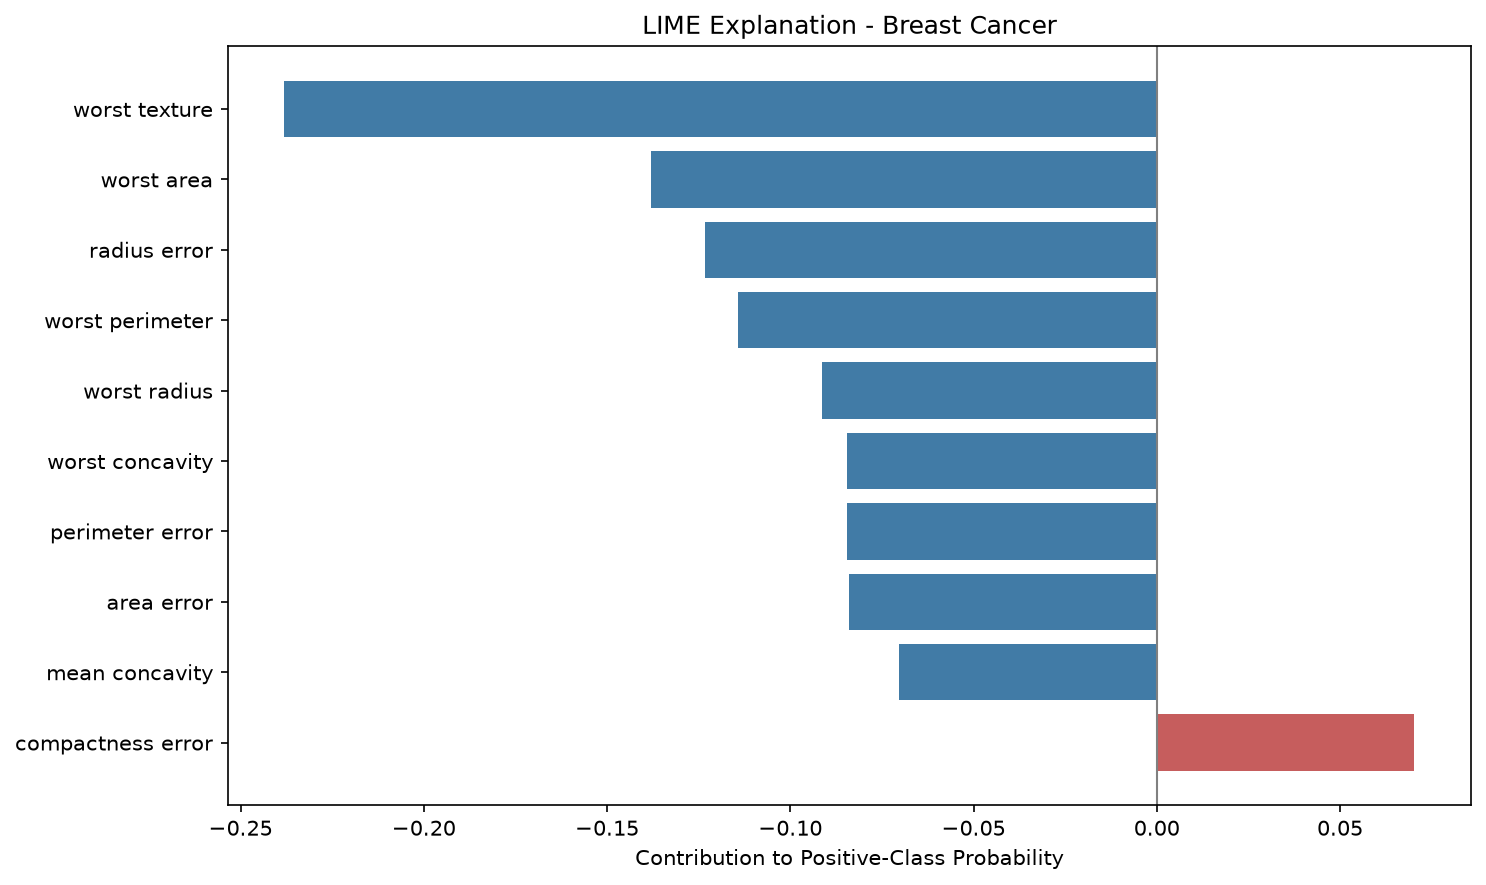 LIME Explanation - Breast Cancer
worst texture
worst area
radius error
worst perimeter
worst radius
worst concavity
perimeter error
area error
mean concavity
compactness error
−0.25 −0.20 −0.15 −0.10 −0.05 0.00 0.05
Contribution to Positive-Class Probability